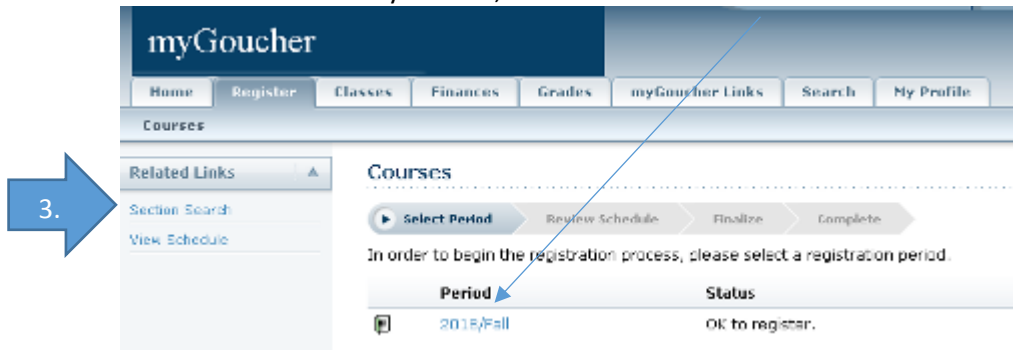 myGoucher
Home Register Classes Finances Grades myGoucher Links Search My Profile
Courses
3.
Related Links
Section Search
View Schedule
Courses
Select Period Review Schedule Finalize Complete
In order to begin the registration process, please select a registration period.
Period Status
2018/Fall OK to register.